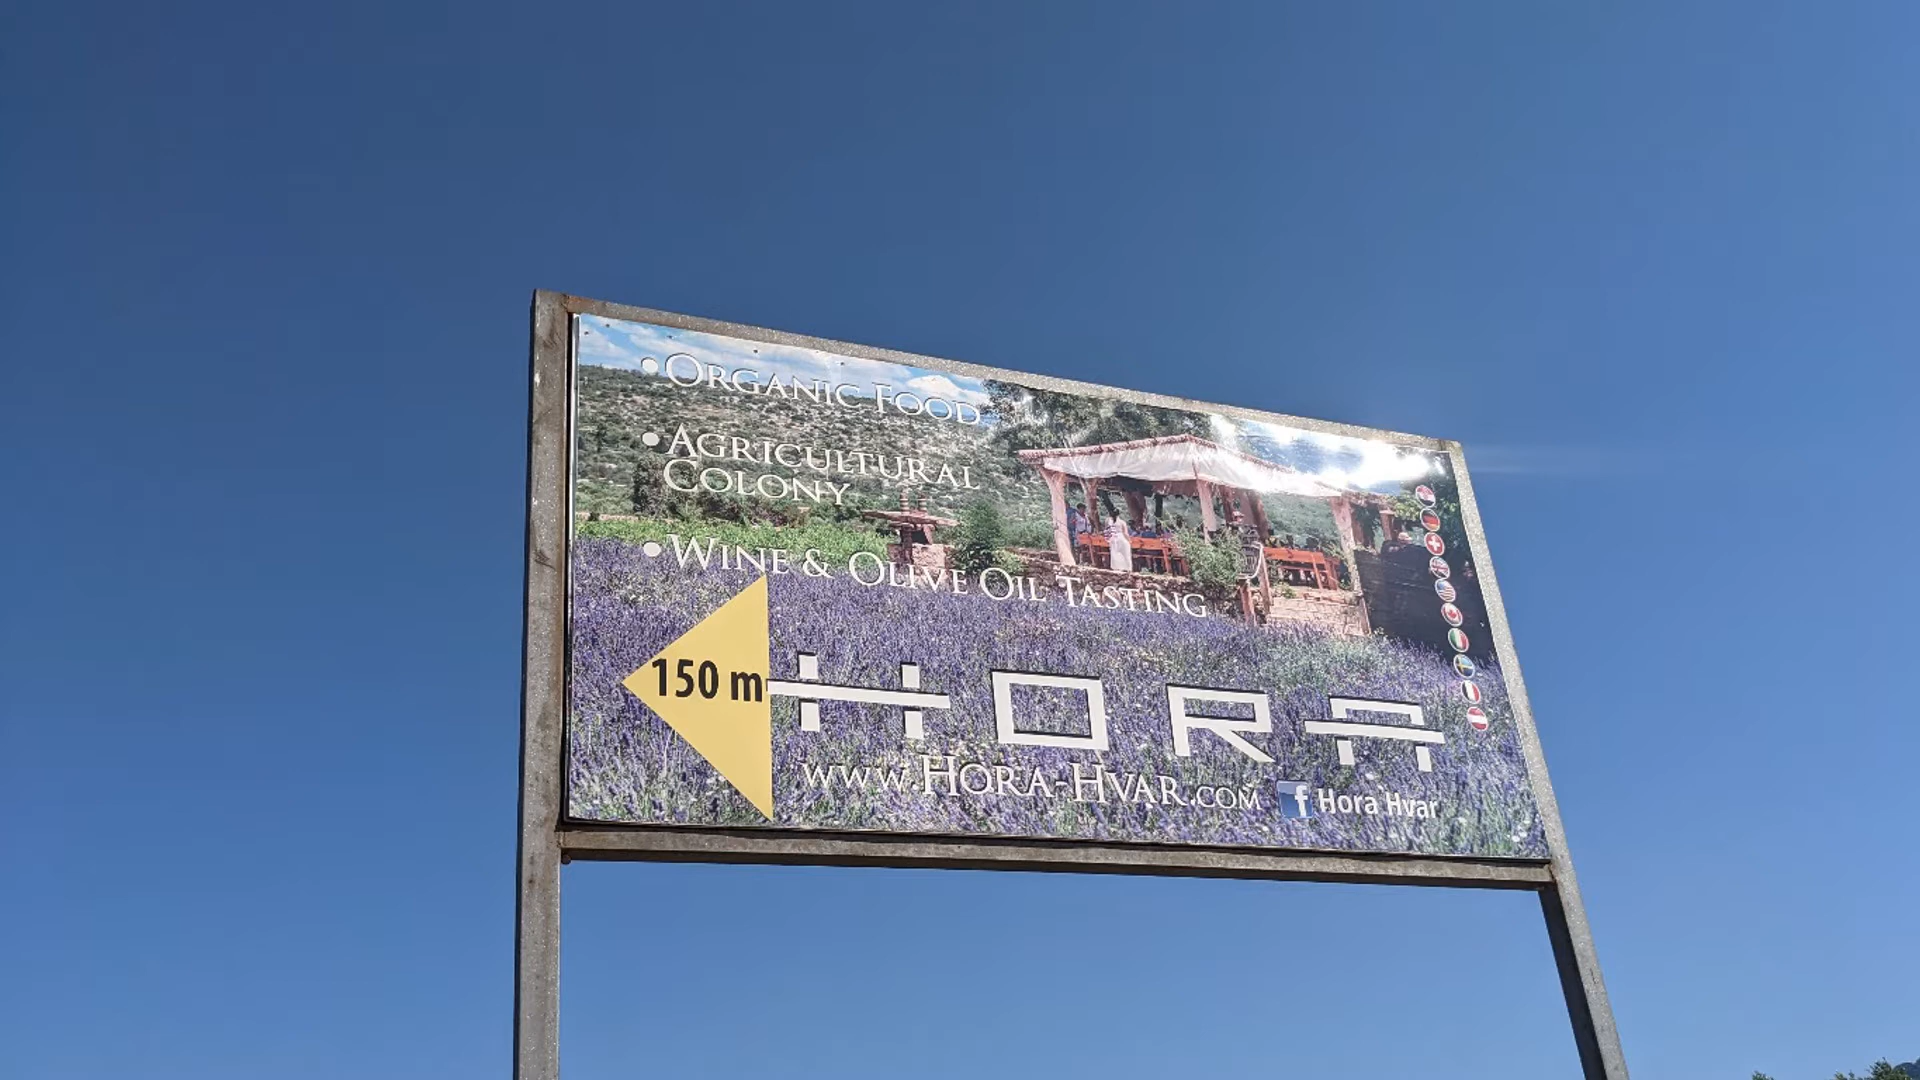 •Organic Food
•Agricultural
Colony
•Wine & Olive Oil Tasting
150 m
HORA
www.Hora-Hvar.com
f Hora Hvar